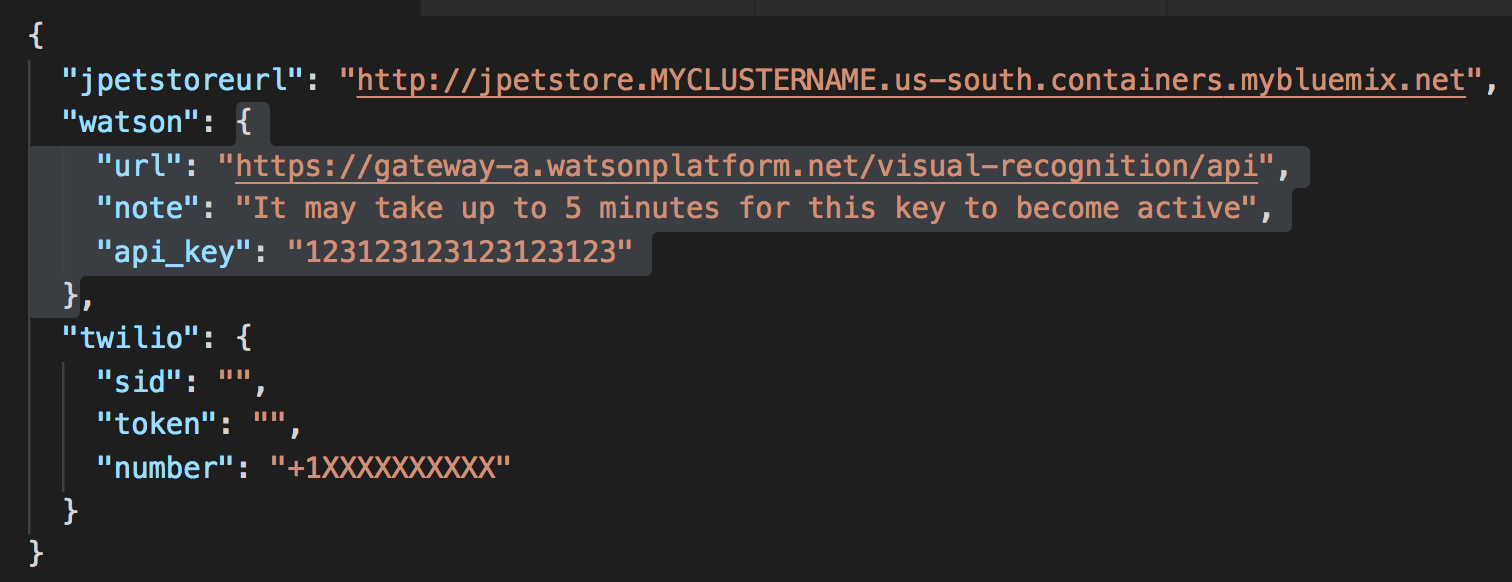 {
"jpetstoreurl": "http://jpetstore.MYCLUSTERNAME.us-south.containers.mybluemix.net",
"watson": {
"url": "https://gateway-a.watsonplatform.net/visual-recognition/api",
"note": "It may take up to 5 minutes for this key to become active",
"api_key": "123123123123123123"
},
"twilio": {
"sid": "",
"token": "",
"number": "+1XXXXXXXXXX"
}
}